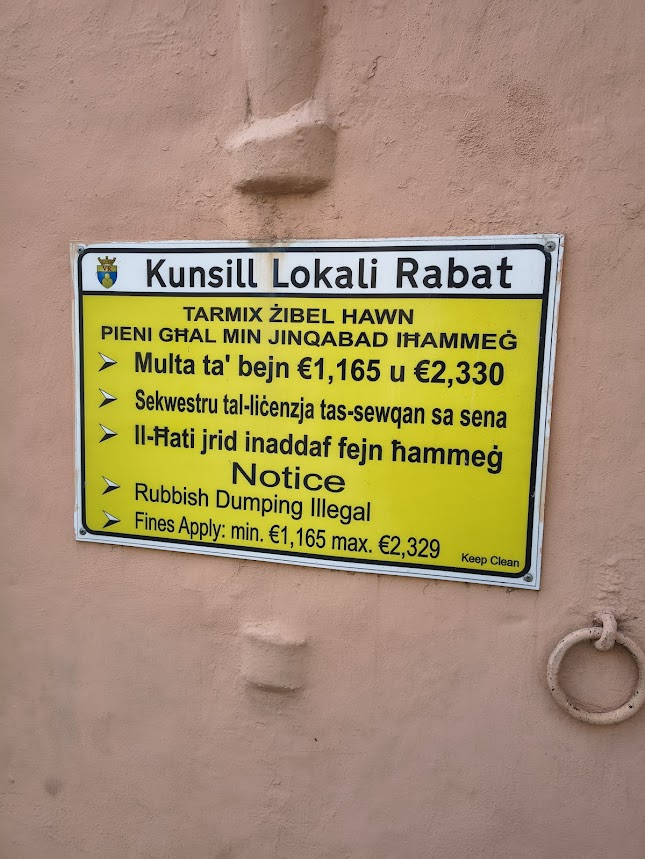 VR
Kunsill Lokali Rabat
TARMIX ŻIBEL HAWN
PIENI GĦAL MIN JINQABAD IĦAMMEĠ
Multa ta' bejn €1,165 u €2,330
Sekwestru tal-liċenzja tas-sewqan sa sena
Il-Ħati jrid inaddaf fejn ħammeġ
Notice
Rubbish Dumping Illegal
Fines Apply: min. €1,165 max. €2,329
Keep Clean